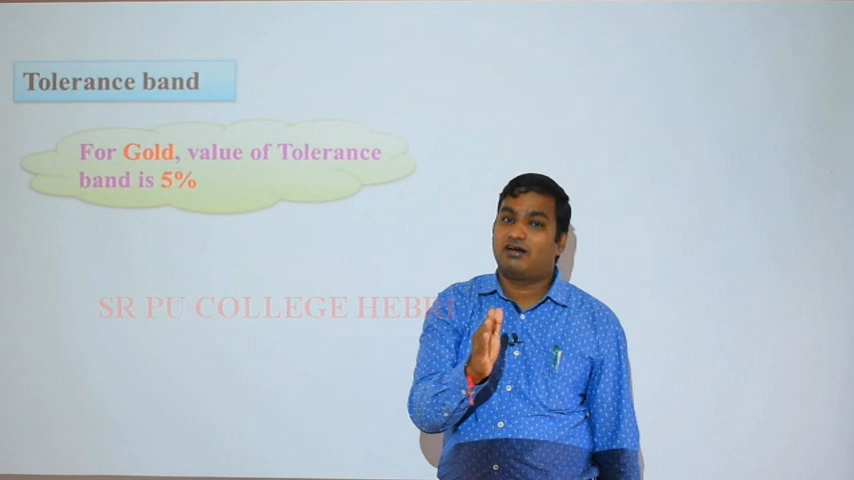 Tolerance band
For Gold, value of Tolerance
band is 5%
SR PU COLLEGE HEBRI